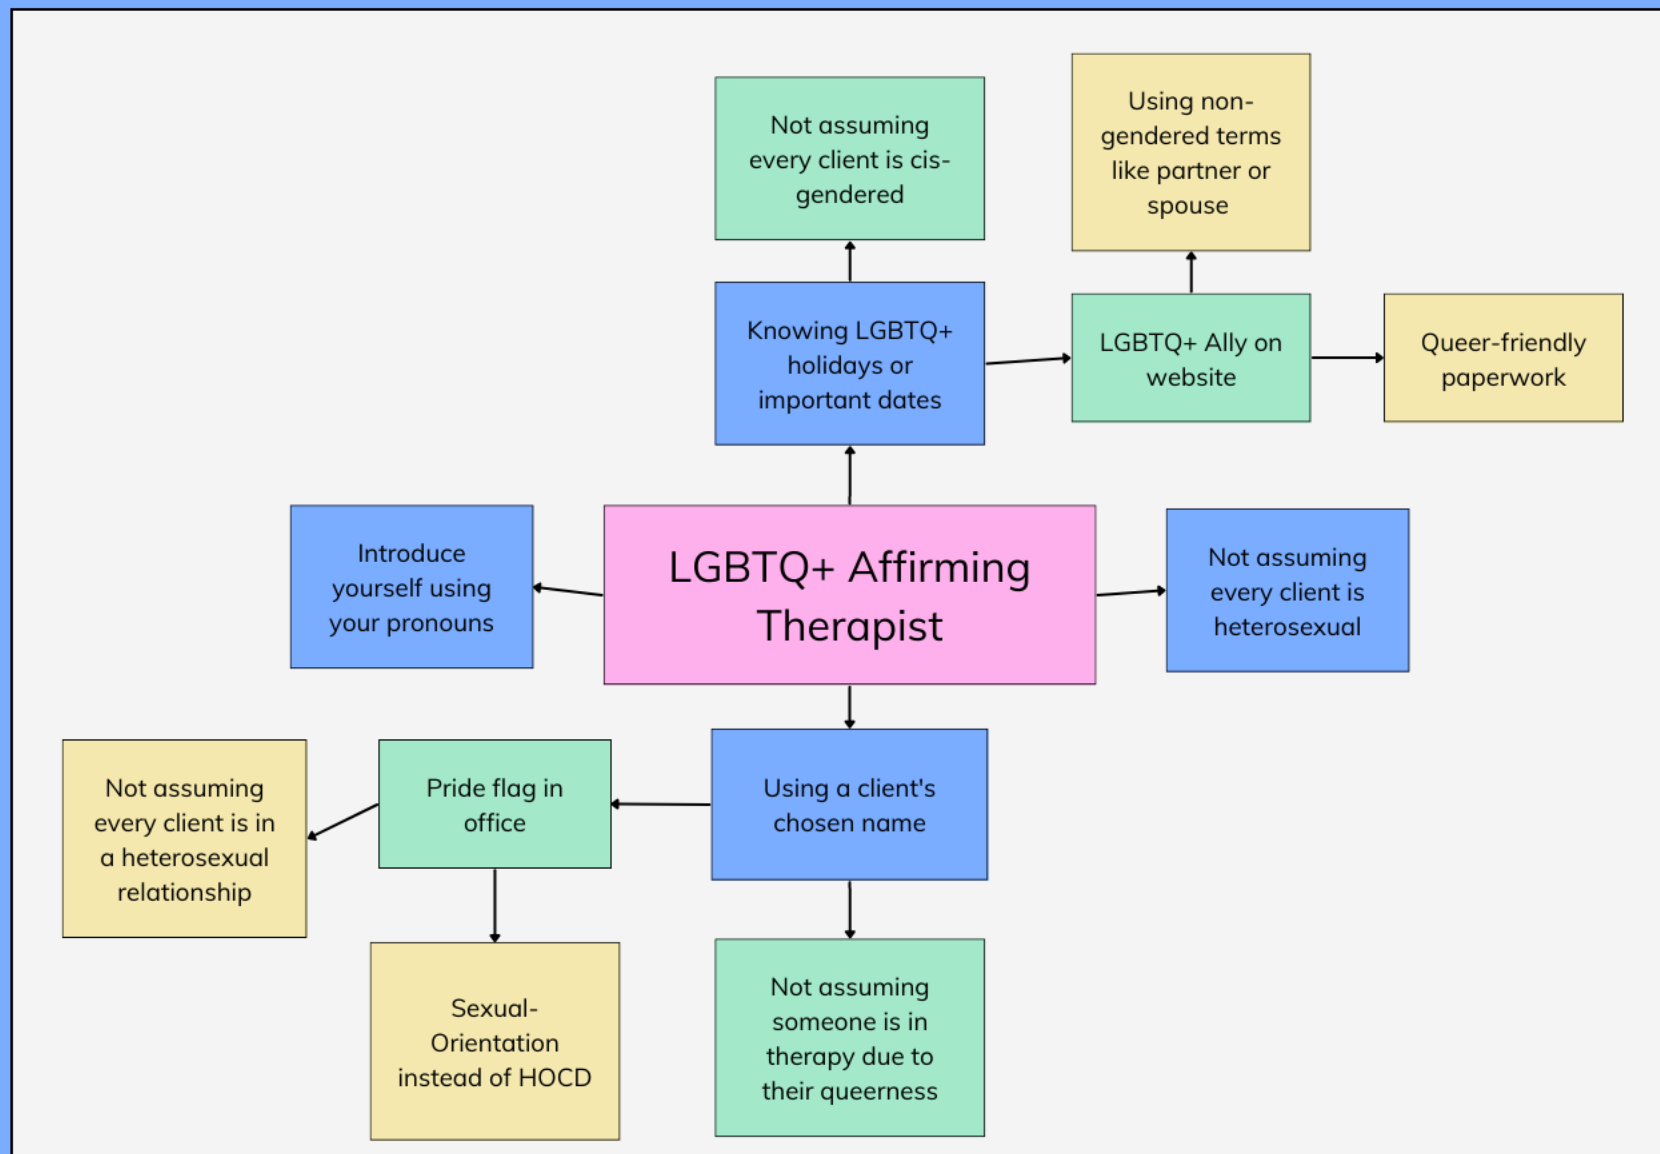 Not assuming
every client is cis-
gendered
Using non-
gendered terms
like partner or
spouse
Knowing LGBTQ+
holidays or
important dates
LGBTQ+ Ally on
website
Queer-friendly
paperwork
Introduce
yourself using
your pronouns
LGBTQ+ Affirming
Therapist
Not assuming
every client is
heterosexual
Not assuming
every client is in
a heterosexual
relationship
Pride flag in
office
Using a client's
chosen name
Sexual-
Orientation
instead of HOCD
Not assuming
someone is in
therapy due to
their queerness